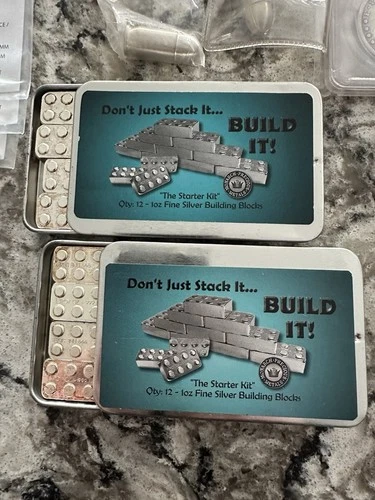 Don't Just Stack It...
BUILD
IT!
"The Starter Kit"
Qty: 12 - 1oz Fine Silver Building Blocks
Don't Just Stack It...
BUILD
IT!
"The Starter Kit"
Qty: 12 - 1oz Fine Silver Building Blocks